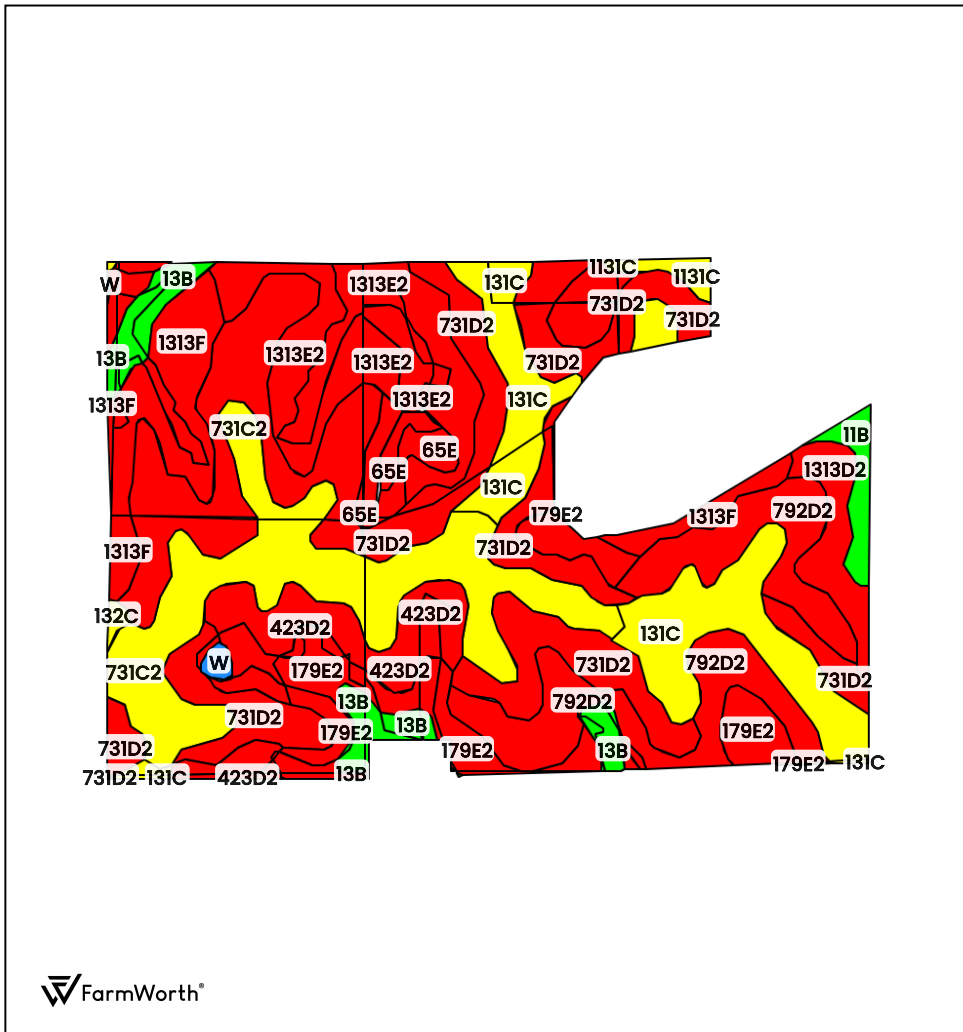 1131C
W
13B
1313E2
131C
1131C
731D2
731D2
731D2
1313F
1313E2
13B
1313E2
731D2
1313E2
131C
1313F
731C2
11B
65E
1313D2
65E
131C
792D2
65E
179E2
1313F
1313F
731D2
731D2
132C
423D2
423D2
131C
W
179E2
423D2
731D2
792D2
731C2
731D2
13B
792D2
731D2
13B
179E2
179E2
731D2
179E2
13B
731D2
131C
423D2
13B
179E2
131C
FarmWorth®